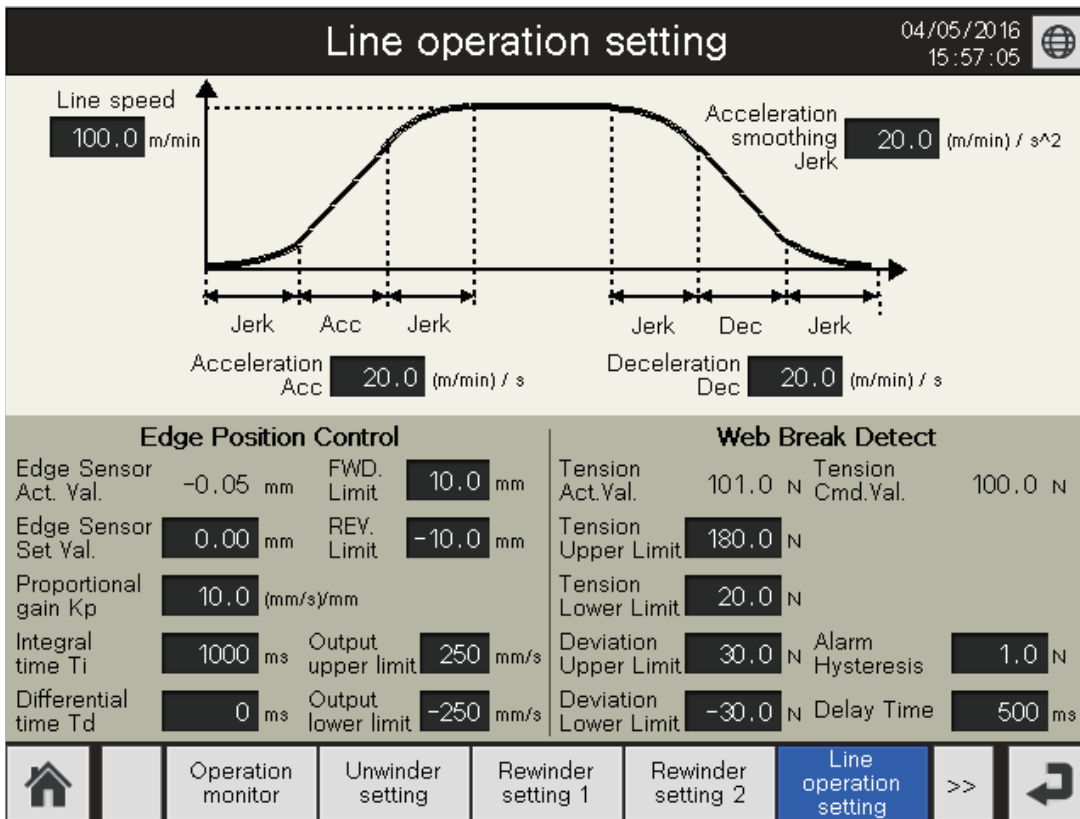 Line operation setting
04/05/2016
15:57:05
Line speed
100.0 m/min
Acceleration
smoothing
Jerk
20.0 (m/min) / s^2
Jerk Acc Jerk
Jerk Dec Jerk
Acceleration
Acc
20.0 (m/min) / s
Deceleration
Dec
20.0 (m/min) / s
Edge Position Control
Edge Sensor
Act. Val.
-0.05 mm
FWD.
Limit
10.0 mm
Edge Sensor
Set Val.
0.00 mm
REV.
Limit
-10.0 mm
Proportional
gain Kp
10.0 (mm/s)/mm
Integral
time Ti
1000 ms
Output
upper limit
250 mm/s
Differential
time Td
0 ms
Output
lower limit
-250 mm/s
Web Break Detect
Tension
Act.Val.
101.0 N
Tension
Cmd.Val.
100.0 N
Tension
Upper Limit
180.0 N
Tension
Lower Limit
20.0 N
Deviation
Upper Limit
30.0 N
Alarm
Hysteresis
1.0 N
Deviation
Lower Limit
-30.0 N
Delay Time
500 ms
Operation
monitor
Unwinder
setting
Rewinder
setting 1
Rewinder
setting 2
Line
operation
setting
>>